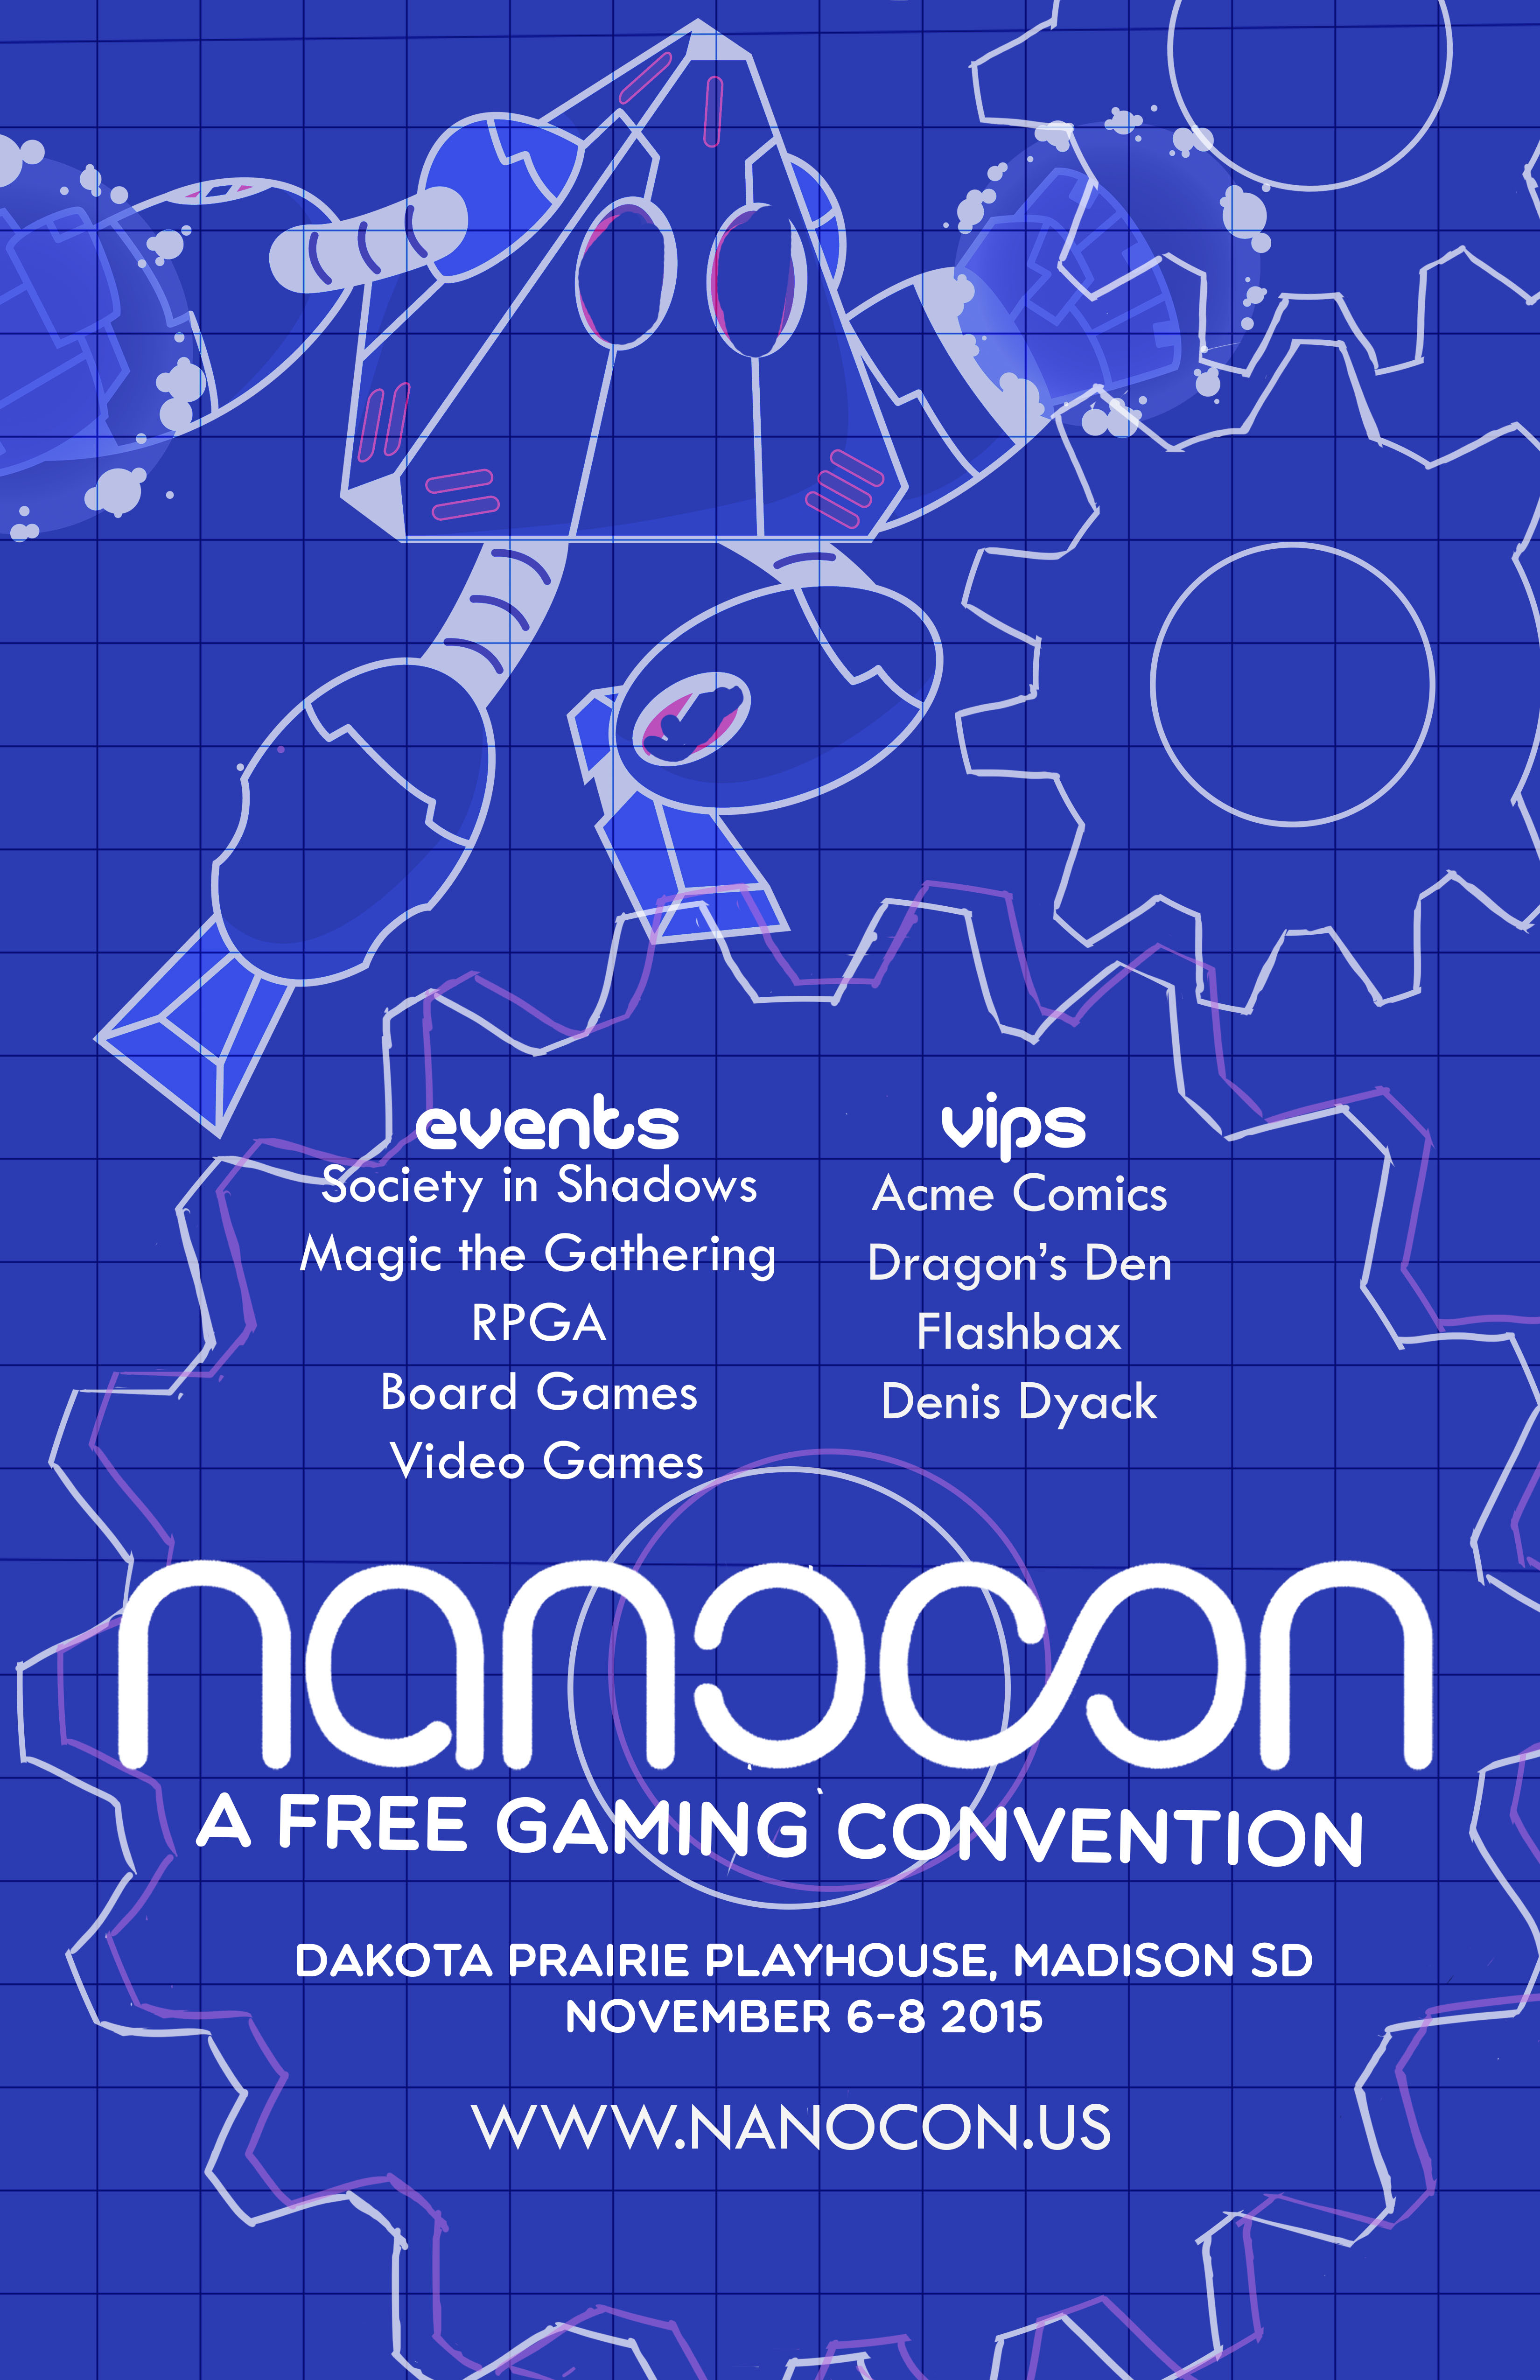 events
Society in Shadows
Magic the Gathering
RPGA
Board Games
Video Games
vips
Acme Comics
Dragon's Den
Flashbax
Denis Dyack
nanocon
A FREE GAMING CONVENTION
DAKOTA PRAIRIE PLAYHOUSE, MADISON SD
NOVEMBER 6-8 2015
WWW.NANOCON.US